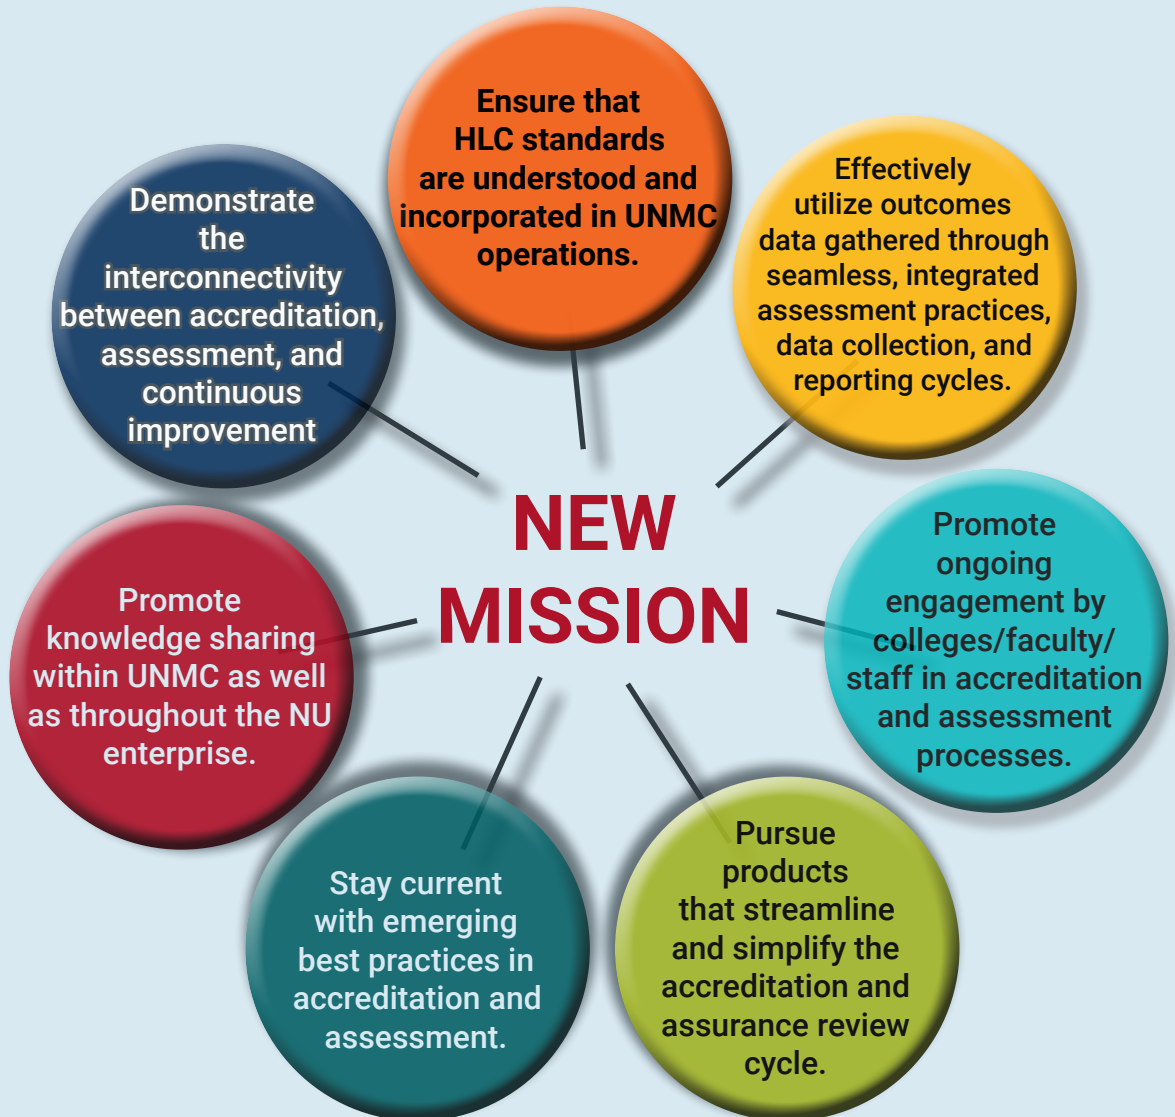 Ensure that
HLC standards
are understood and
incorporated in UNMC
operations.
Effectively
utilize outcomes
data gathered through
seamless, integrated
assessment practices,
data collection, and
reporting cycles.
Demonstrate
the
interconnectivity
between accreditation,
assessment, and
continuous
improvement
NEW
MISSION
Promote
ongoing
engagement by
colleges/faculty/
staff in accreditation
and assessment
processes.
Promote
knowledge sharing
within UNMC as well
as throughout the NU
enterprise.
Stay current
with emerging
best practices in
accreditation and
assessment.
Pursue
products
that streamline
and simplify the
accreditation and
assurance review
cycle.